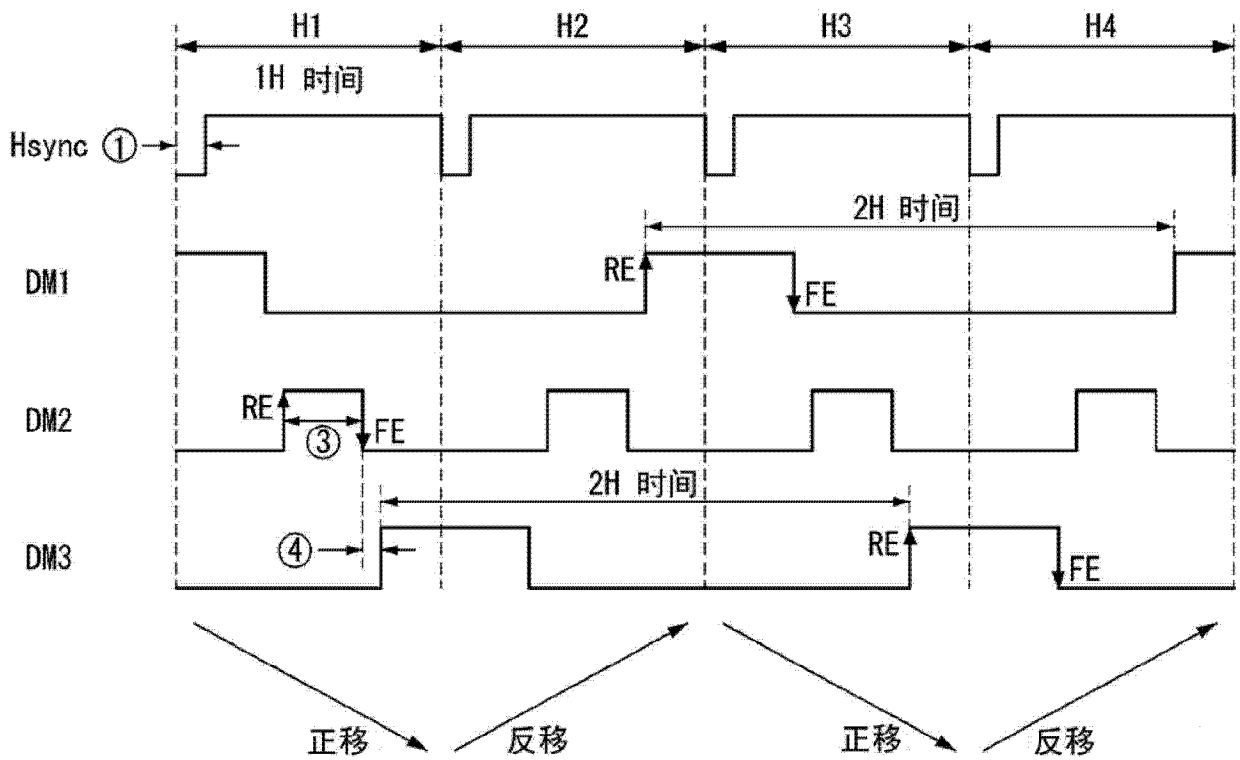 H1 H2 H3 H4
1H 时间
Hsync ①
2H 时间
DM1 RE FE
DM2 RE ③ FE
2H 时间
DM3 ④ RE FE
正移 反移 正移 反移